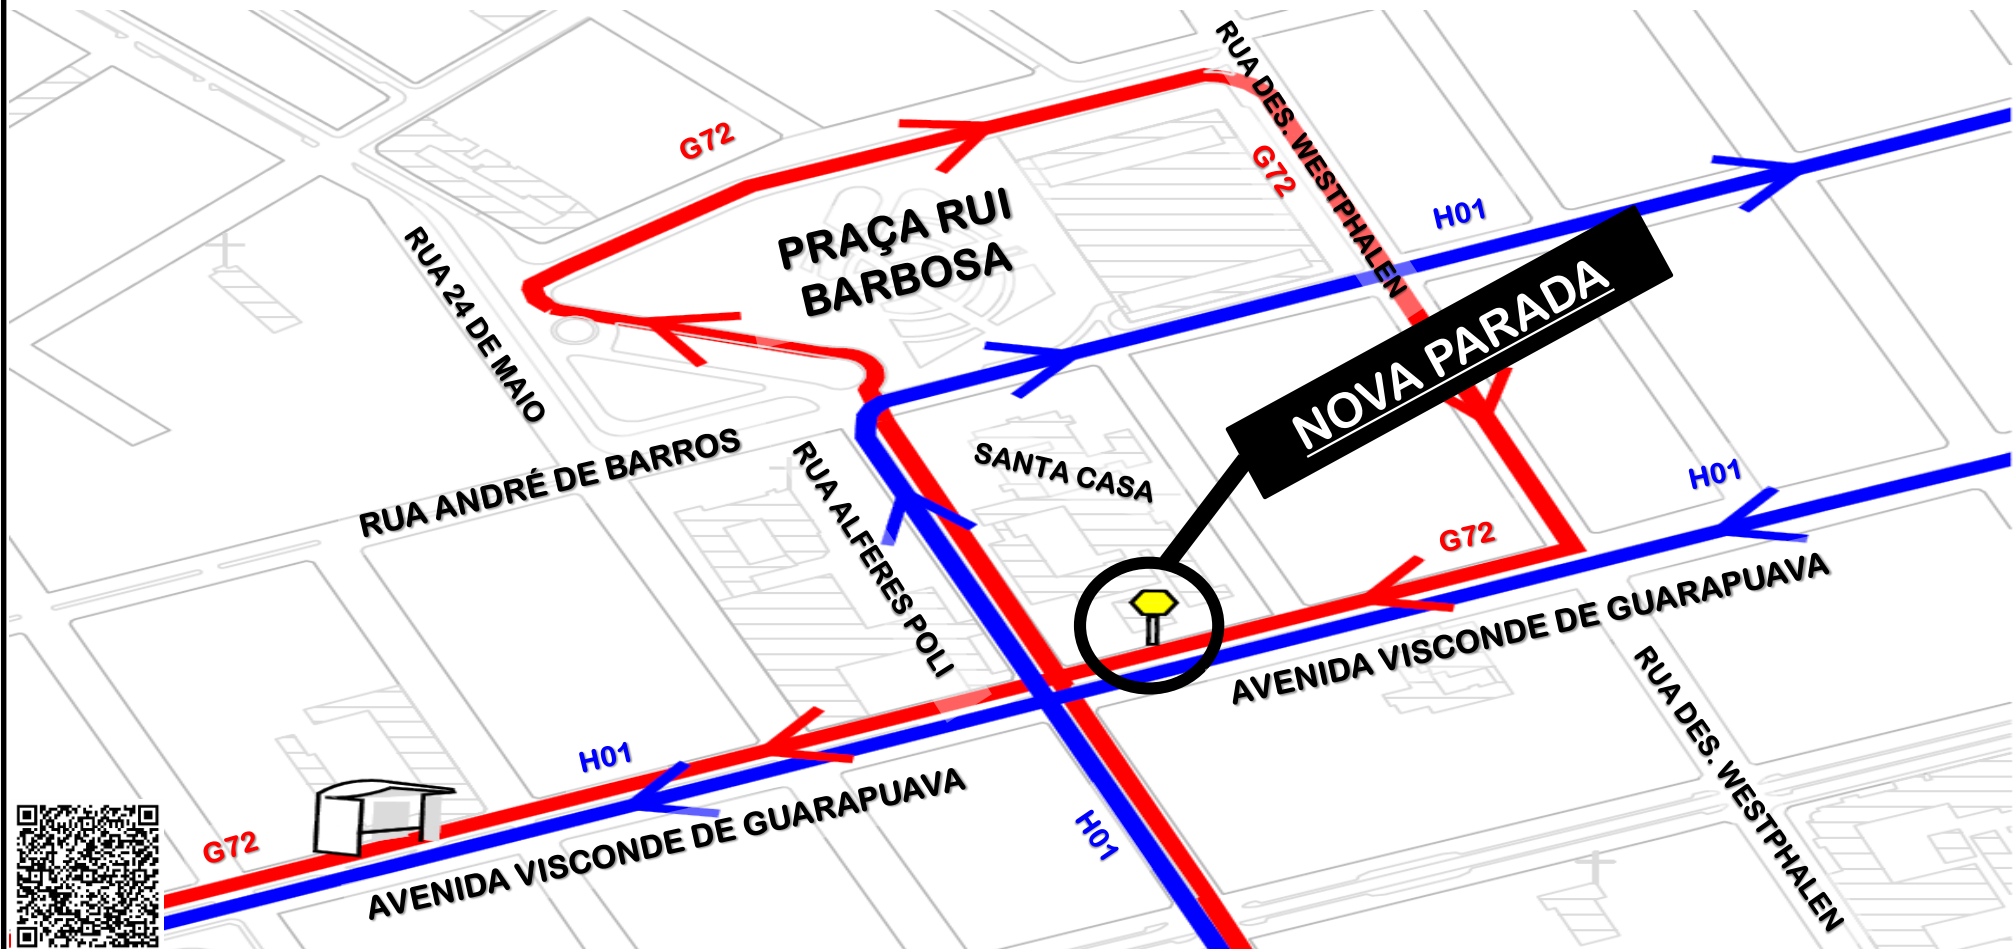 RUA DES. WESTPHALEN
G72
G72
H01
PRAÇA RUI
BARBOSA
RUA 24 DE MAIO
NOVA PARADA
RUA ANDRÉ DE BARROS
RUA ALFERES POLI
SANTA CASA
H01
G72
AVENIDA VISCONDE DE GUARAPUAVA
RUA DES. WESTPHALEN
H01
H01
G72
AVENIDA VISCONDE DE GUARAPUAVA